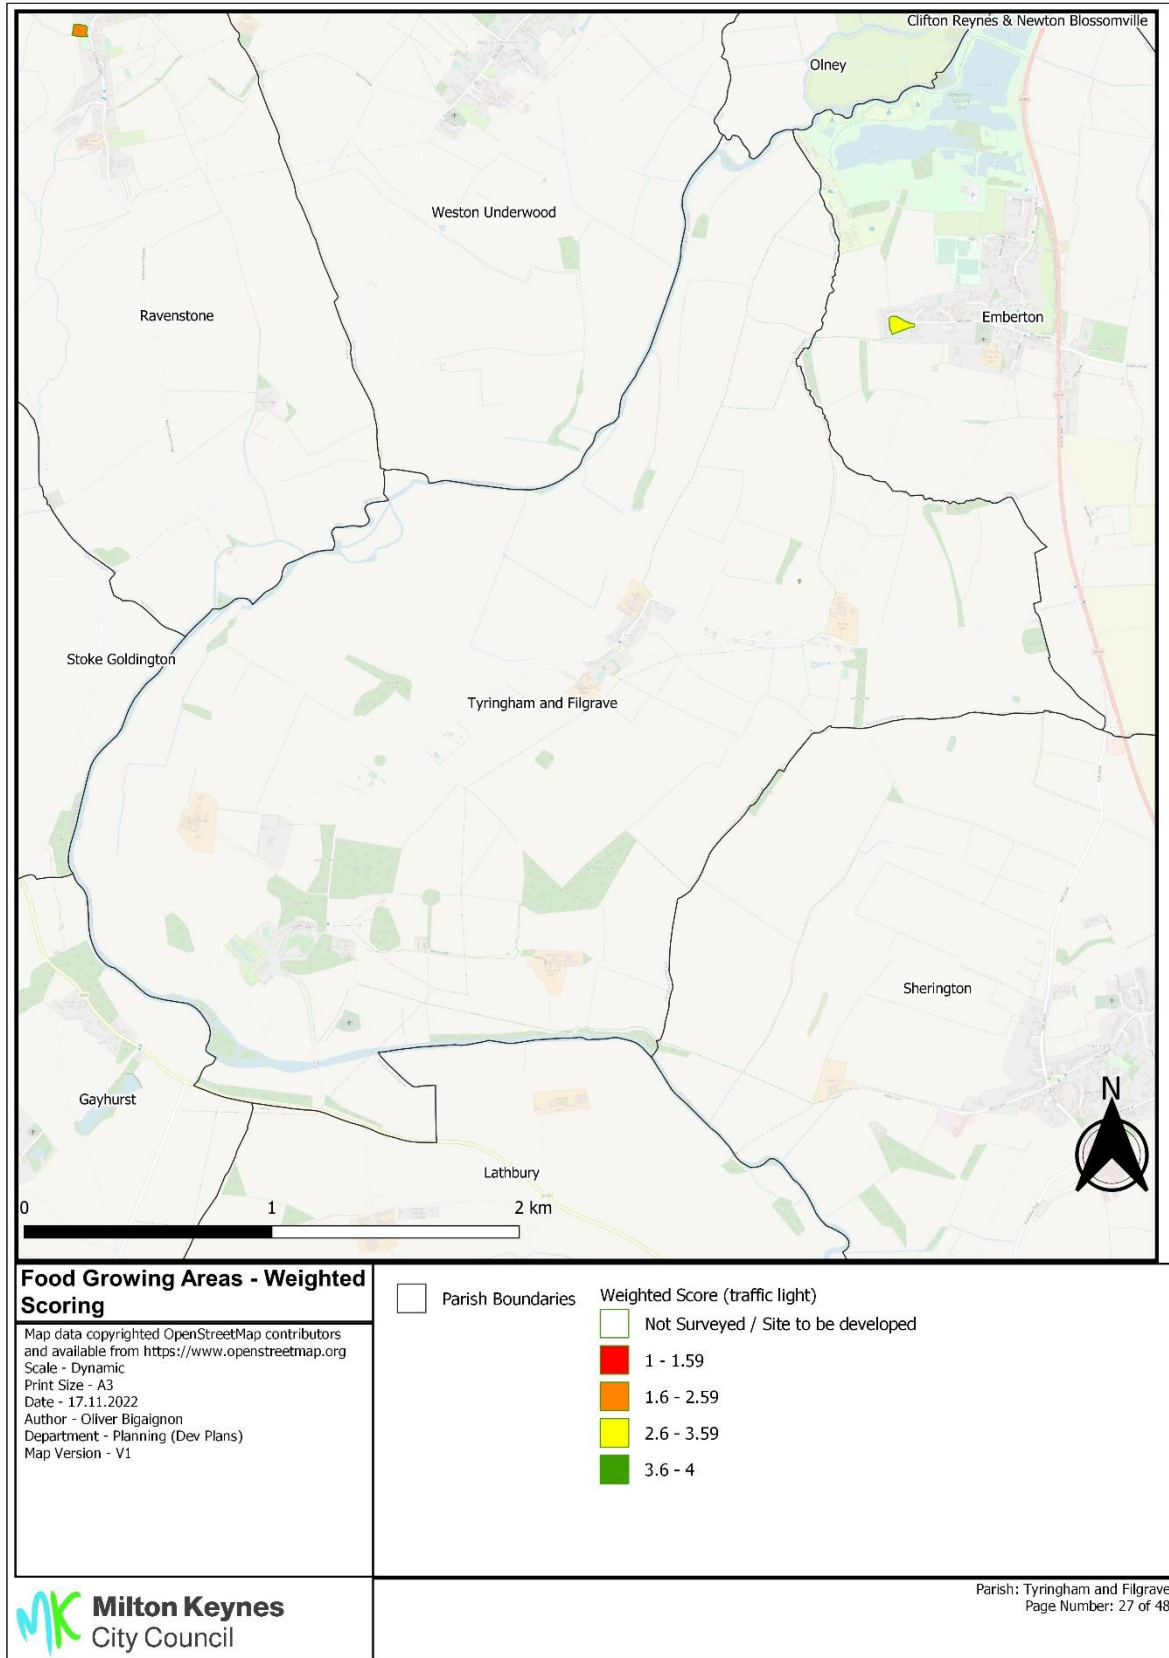 Clifton Reynes & Newton Blossomville
Olney
Weston Underwood
Ravenstone
Emberton
Stoke Goldington
Tyringham and Filgrave
Sherington
Gayhurst
Lathbury
N
0 1 2 km
Food Growing Areas - Weighted
Scoring
Map data copyrighted OpenStreetMap contributors
and available from https://www.openstreetmap.org
Scale - Dynamic
Print Size - A3
Date - 17.11.2022
Author - Oliver Bigaignon
Department - Planning (Dev Plans)
Map Version - V1
Parish Boundaries
Weighted Score (traffic light)
Not Surveyed / Site to be developed
1 - 1.59
1.6 - 2.59
2.6 - 3.59
3.6 - 4
MK
Milton Keynes
City Council
Parish: Tyringham and Filgrave
Page Number: 27 of 48